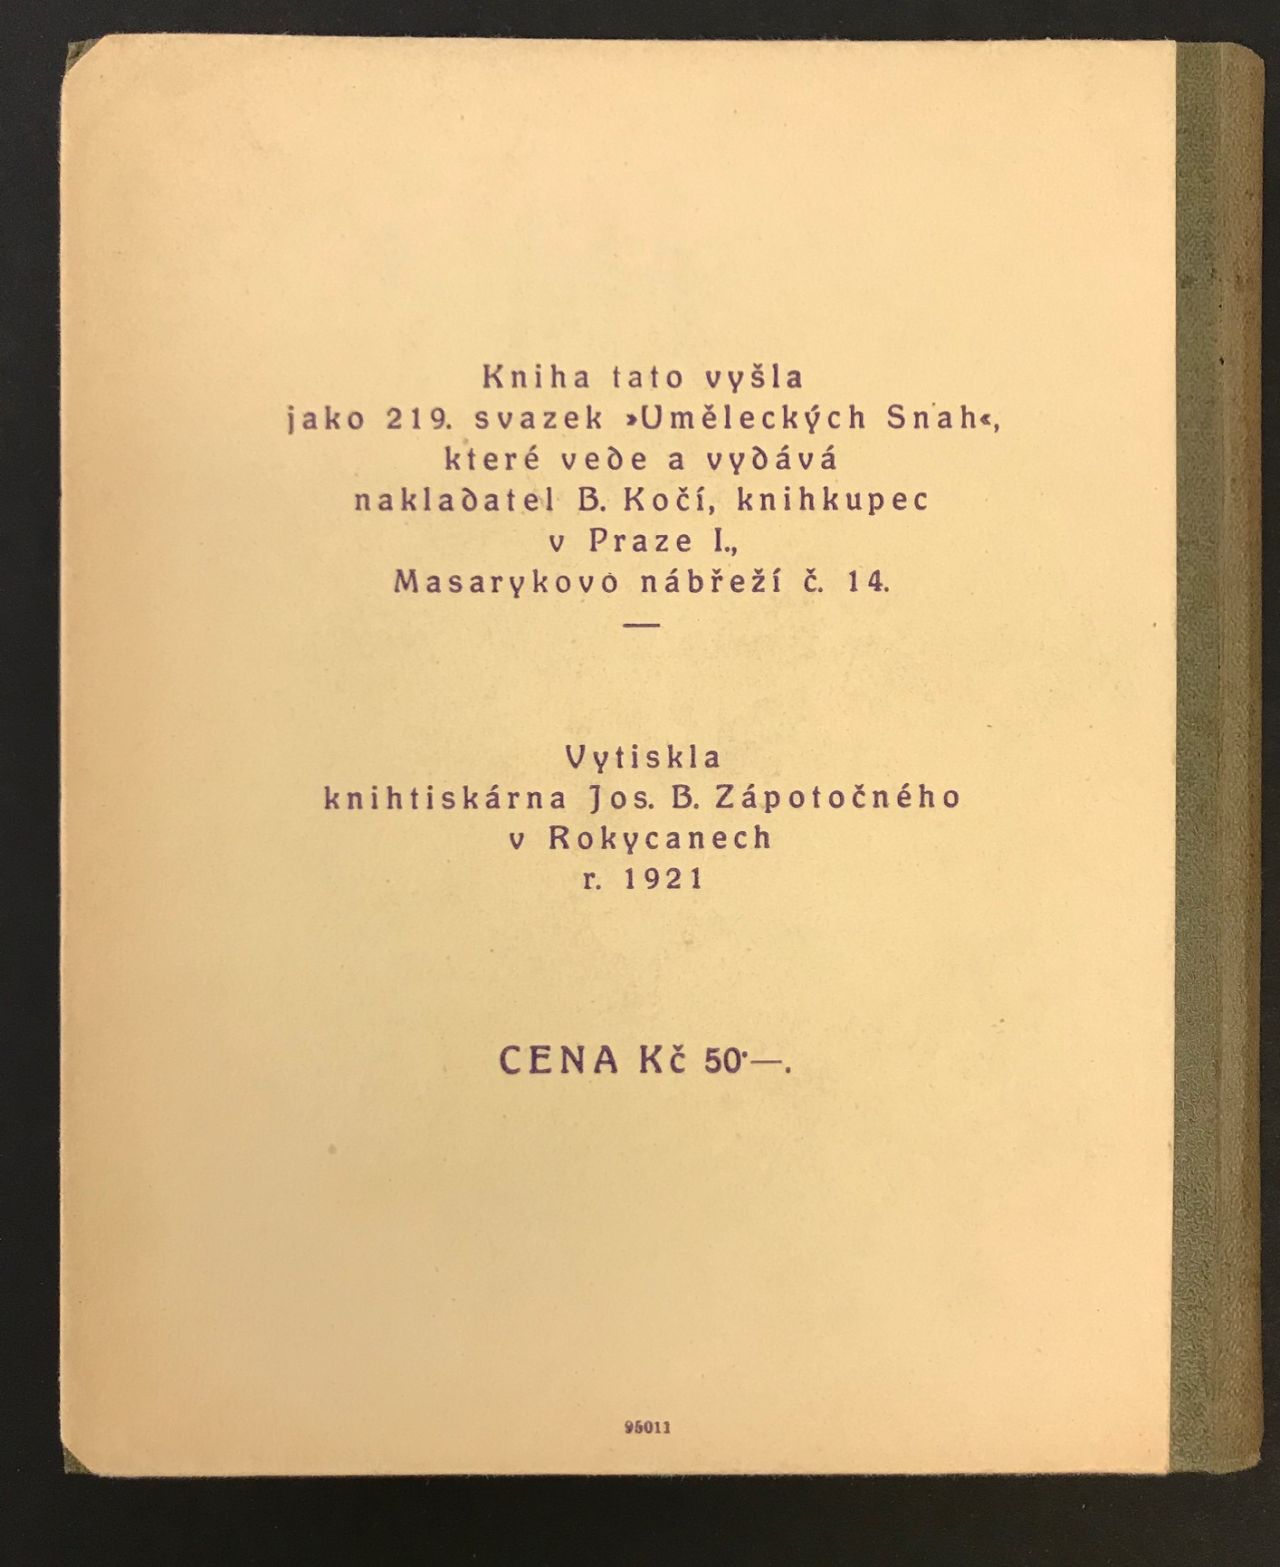 Kniha tato vyšla
jako 219. svazek »Uměleckých Snah«,
které vede a vydává
nakladatel B. Kočí, knihkupec
v Praze I.,
Masarykovo nábřeží č. 14.
Vytiskla
knihtiskárna Jos. B. Zápotočného
v Rokycanech
r. 1921
CENA Kč 50·—.
95011